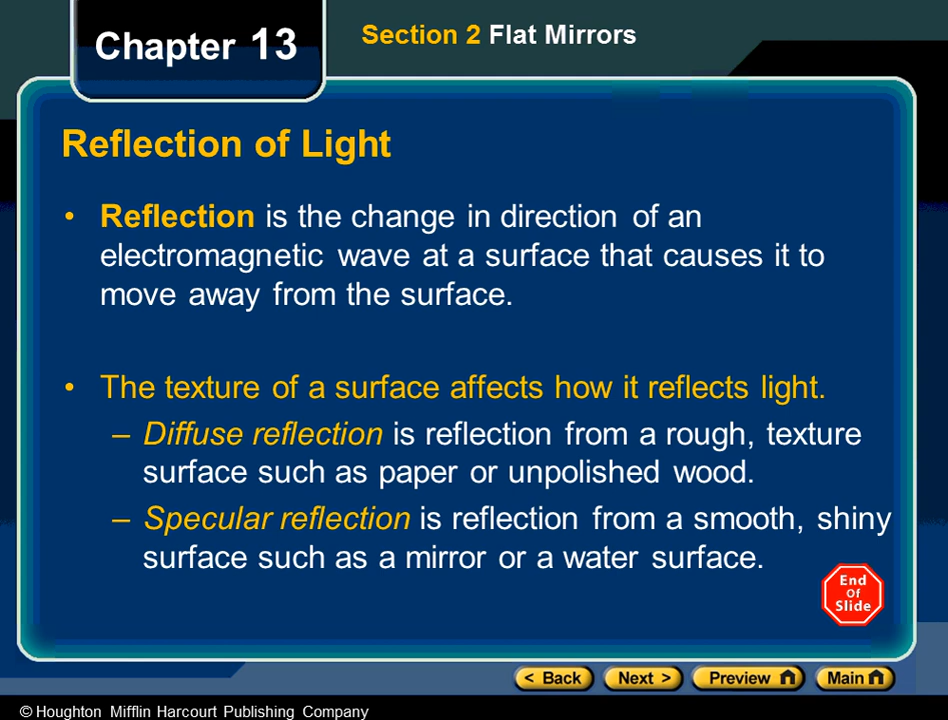 Chapter 13
Section 2 Flat Mirrors
Reflection of Light
• Reflection is the change in direction of an
electromagnetic wave at a surface that causes it to
move away from the surface.
• The texture of a surface affects how it reflects light.
– Diffuse reflection is reflection from a rough, texture
surface such as paper or unpolished wood.
– Specular reflection is reflection from a smooth, shiny
surface such as a mirror or a water surface.
End
Of
Slide
< Back Next > Preview Main
© Houghton Mifflin Harcourt Publishing Company